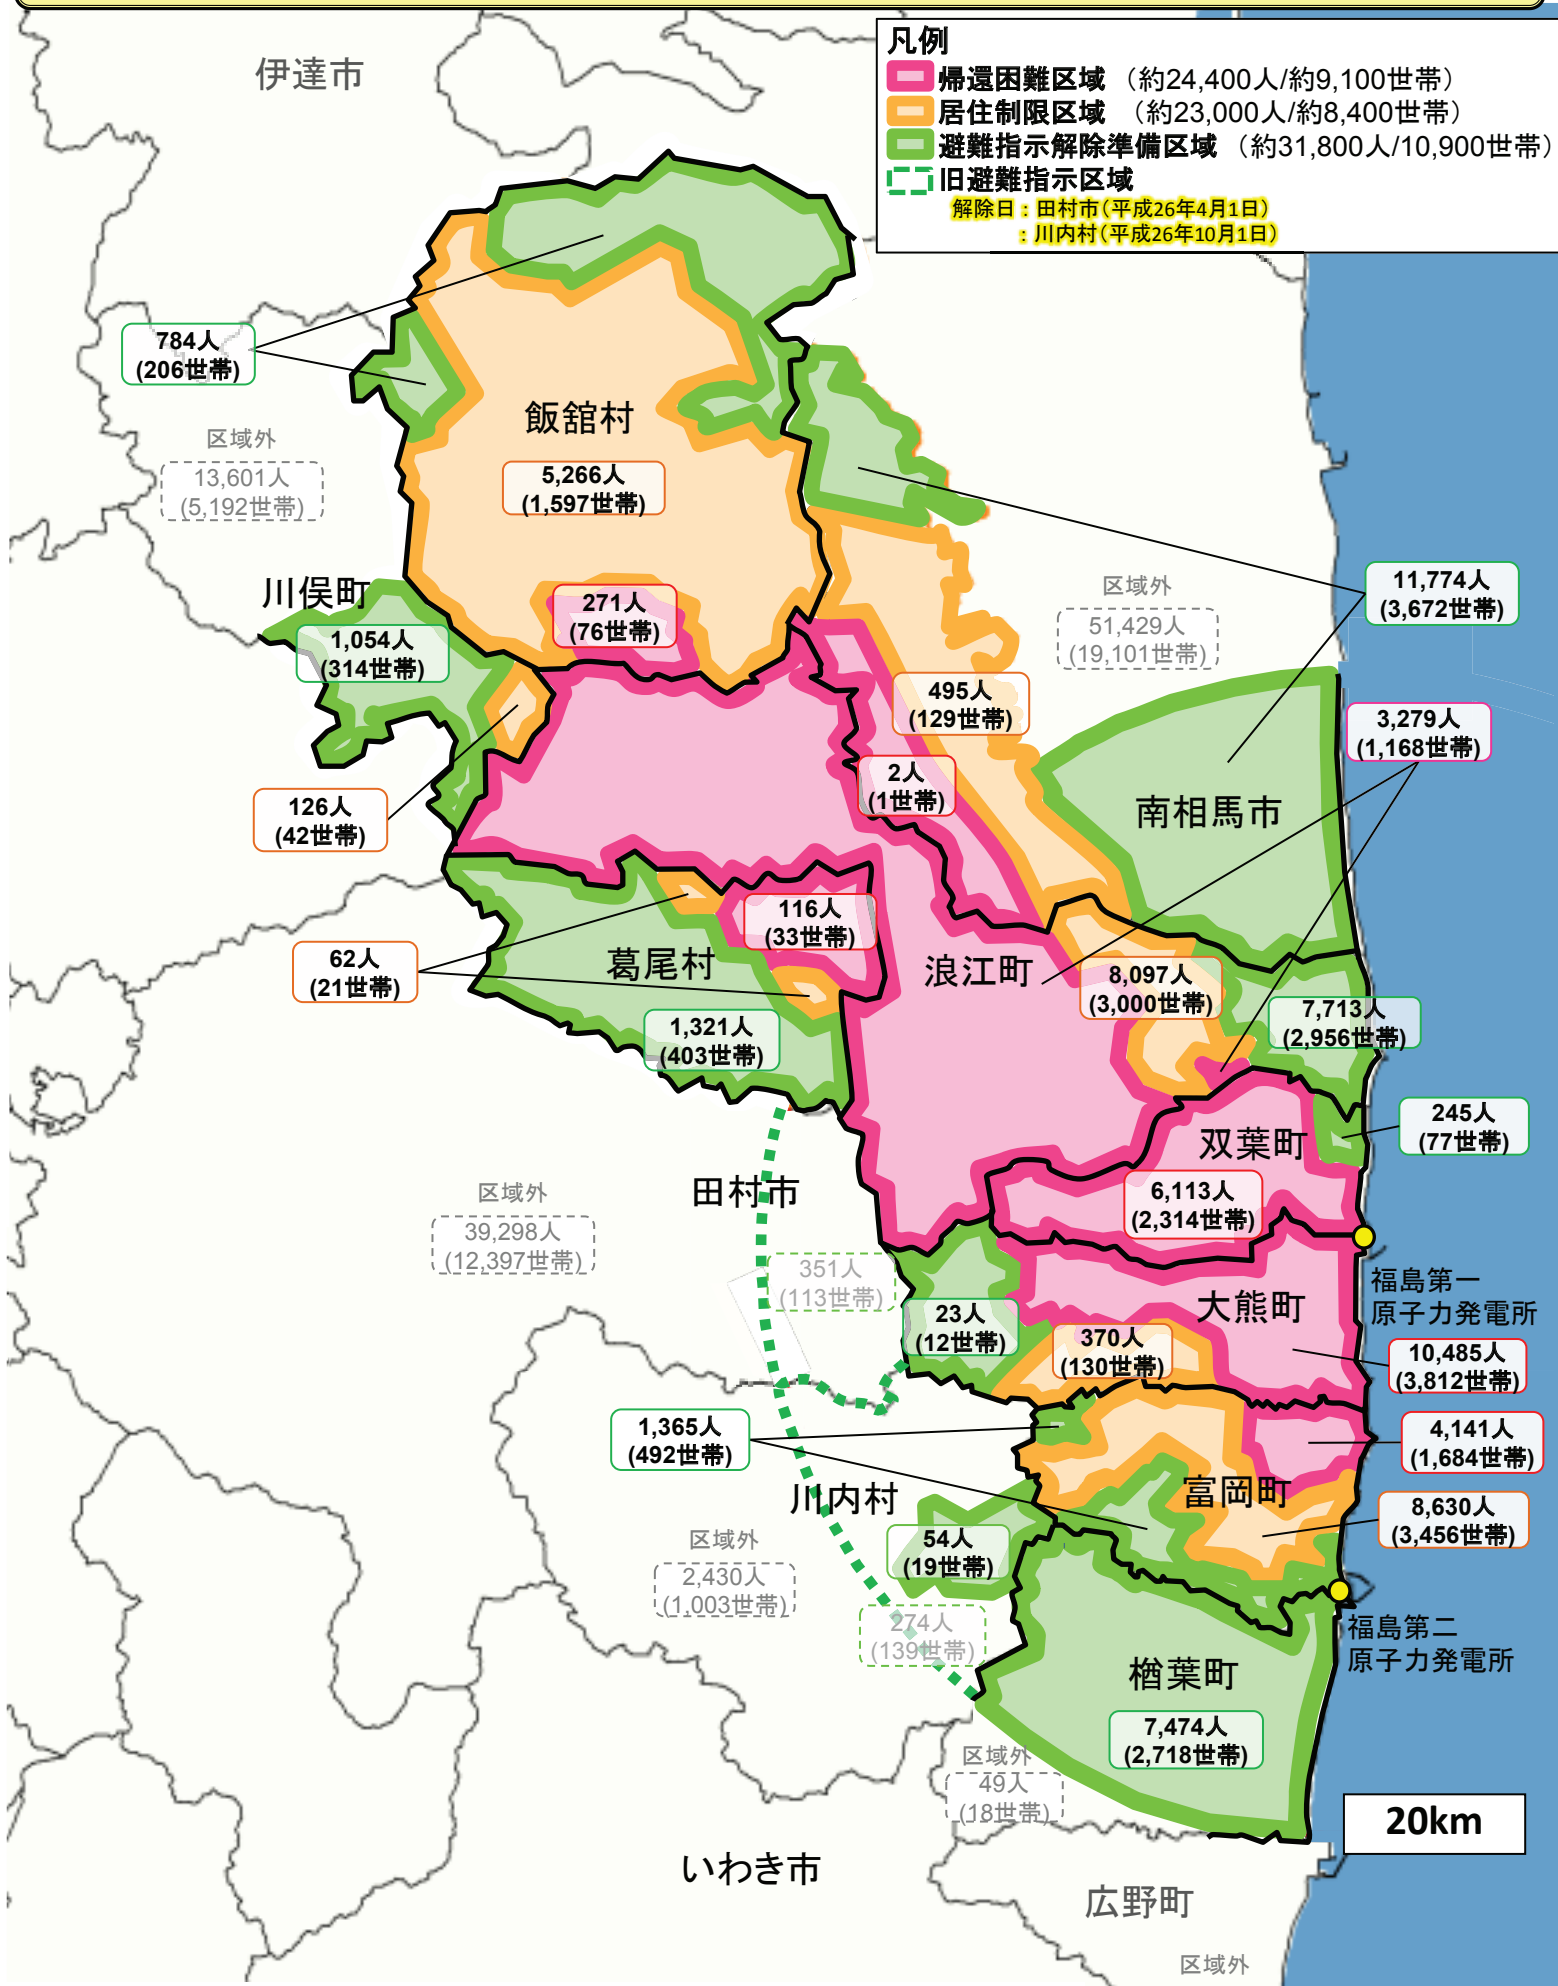 凡例
帰還困難区域 （約24,400人/約9,100世帯）
居住制限区域 （約23,000人/約8,400世帯）
避難指示解除準備区域 （約31,800人/10,900世帯）
旧避難指示区域
解除日：田村市（平成26年4月1日）
：川内村（平成26年10月1日）
伊達市
784人
(206世帯)
飯舘村
5,266人
(1,597世帯)
区域外
13,601人
(5,192世帯)
川俣町
1,054人
(314世帯)
271人
(76世帯)
11,774人
(3,672世帯)
区域外
51,429人
(19,101世帯)
495人
(129世帯)
3,279人
(1,168世帯)
2人
(1世帯)
126人
(42世帯)
南相馬市
116人
(33世帯)
62人
(21世帯)
葛尾村
浪江町
8,097人
(3,000世帯)
7,713人
(2,956世帯)
1,321人
(403世帯)
245人
(77世帯)
双葉町
田村市
6,113人
(2,314世帯)
区域外
39,298人
(12,397世帯)
351人
(113世帯)
福島第一
原子力発電所
大熊町
23人
(12世帯)
370人
(130世帯)
10,485人
(3,812世帯)
1,365人
(492世帯)
4,141人
(1,684世帯)
富岡町
川内村
8,630人
(3,456世帯)
54人
(19世帯)
区域外
2,430人
(1,003世帯)
274人
(139世帯)
福島第二
原子力発電所
楢葉町
7,474人
(2,718世帯)
区域外
49人
(18世帯)
20km
いわき市
広野町
区域外